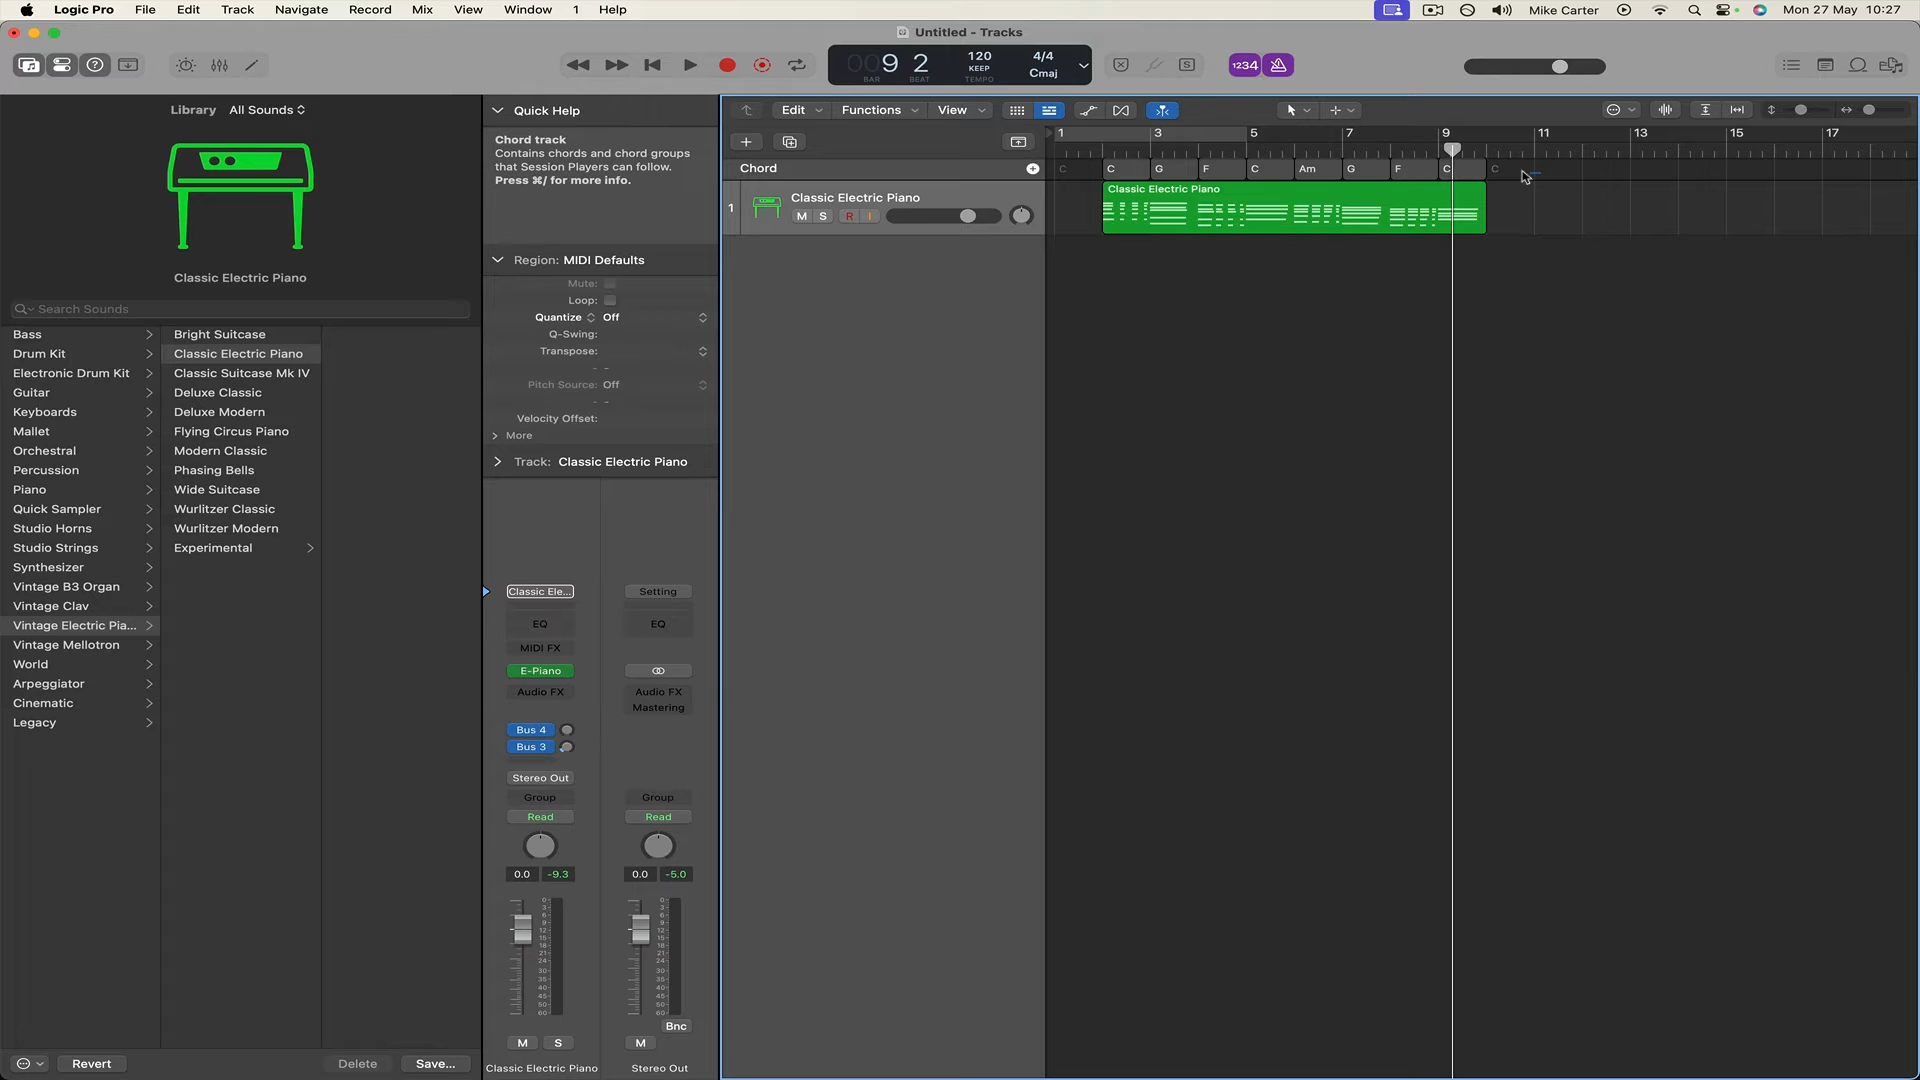 Logic Pro File Edit Track Navigate Record Mix View Window 1 Help Mike Carter Mon 27 May 10:27
Untitled - Tracks
9 2 120 KEEP 4/4 Cmaj
BAR BEAT TEMPO
1234
S
Library All Sounds
Classic Electric Piano
Search Sounds
Bass
Drum Kit
Electronic Drum Kit
Guitar
Keyboards
Mallet
Orchestral
Percussion
Piano
Quick Sampler
Studio Horns
Studio Strings
Synthesizer
Vintage B3 Organ
Vintage Clav
Vintage Electric Pia...
Vintage Mellotron
World
Arpeggiator
Cinematic
Legacy
Bright Suitcase
Classic Electric Piano
Classic Suitcase Mk IV
Deluxe Classic
Deluxe Modern
Flying Circus Piano
Modern Classic
Phasing Bells
Wide Suitcase
Wurlitzer Classic
Wurlitzer Modern
Experimental
Revert Delete Save...
Quick Help
Chord track
Contains chords and chord groups
that Session Players can follow.
Press ⌘/ for more info.
Region: MIDI Defaults
Mute:
Loop:
Quantize Off
Q-Swing:
Transpose:
Pitch Source: Off
Velocity Offset:
More
Track: Classic Electric Piano
Classic Ele... Setting
EQ EQ
MIDI FX
E-Piano
Audio FX Audio FX
Mastering
Bus 4
Bus 3
Stereo Out
Group Group
Read Read
0.0 -9.3 0.0 -5.0
Bnc
M S M
Classic Electric Piano Stereo Out
Edit Functions View
1 3 5 7 9 11 13 15 17
Chord
C C G F C Am G F C C
1 Classic Electric Piano
M S R I
Classic Electric Piano